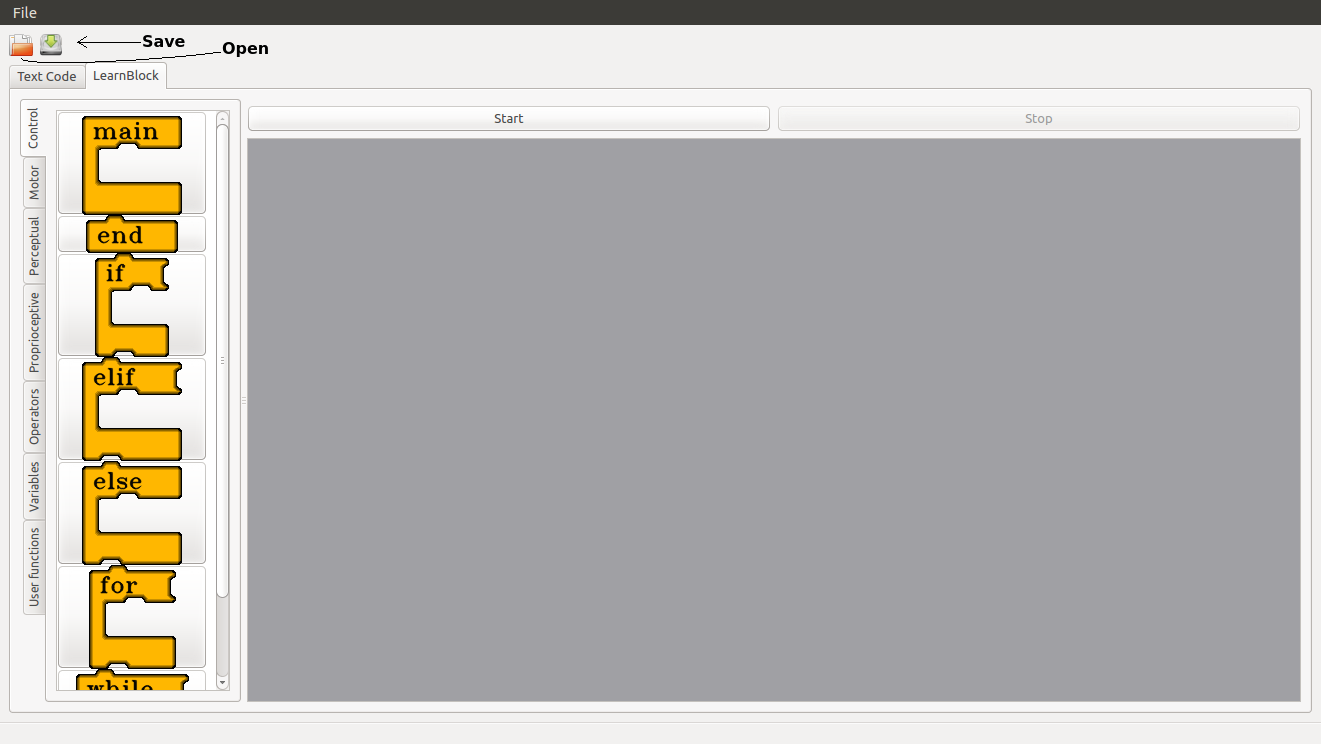 File
Save
Open
Text Code
LearnBlock
Control
Motor
Perceptual
Proprioceptive
Operators
Variables
User functions
main
end
if
elif
else
for
while
Start
Stop